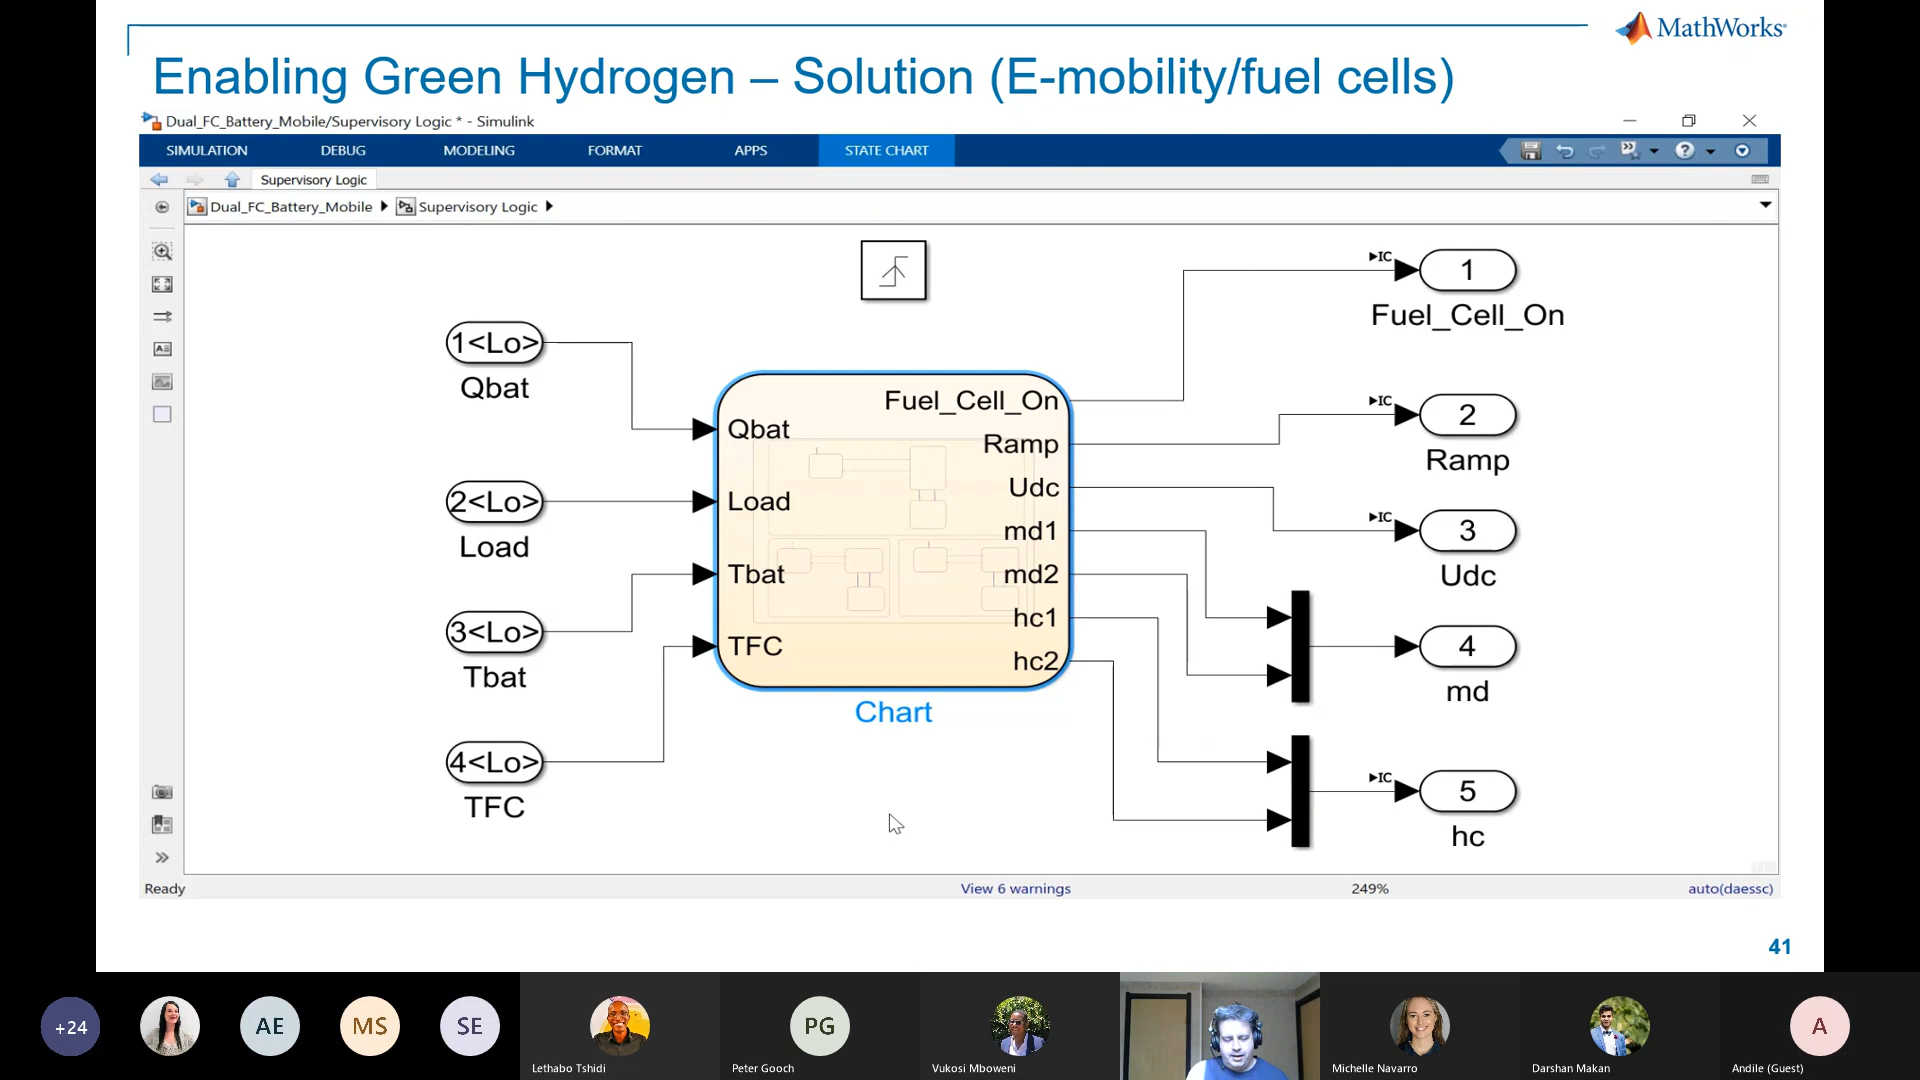 MathWorks®
Enabling Green Hydrogen – Solution (E-mobility/fuel cells)
Dual_FC_Battery_Mobile/Supervisory Logic * - Simulink
SIMULATION DEBUG MODELING FORMAT APPS STATE CHART
Supervisory Logic
Dual_FC_Battery_Mobile Supervisory Logic
1<Lo>
Qbat
2<Lo>
Load
3<Lo>
Tbat
4<Lo>
TFC
Qbat
Load
Tbat
TFC
Fuel_Cell_On
Ramp
Udc
md1
md2
hc1
hc2
Chart
IC
1
Fuel_Cell_On
IC
2
Ramp
IC
3
Udc
4
md
IC
5
hc
Ready View 6 warnings 249% auto(daessc)
41
+24 AE MS SE PG A
Lethabo Tshidi Peter Gooch Vukosi Mboweni Michelle Navarro Darshan Makan Andile (Guest)